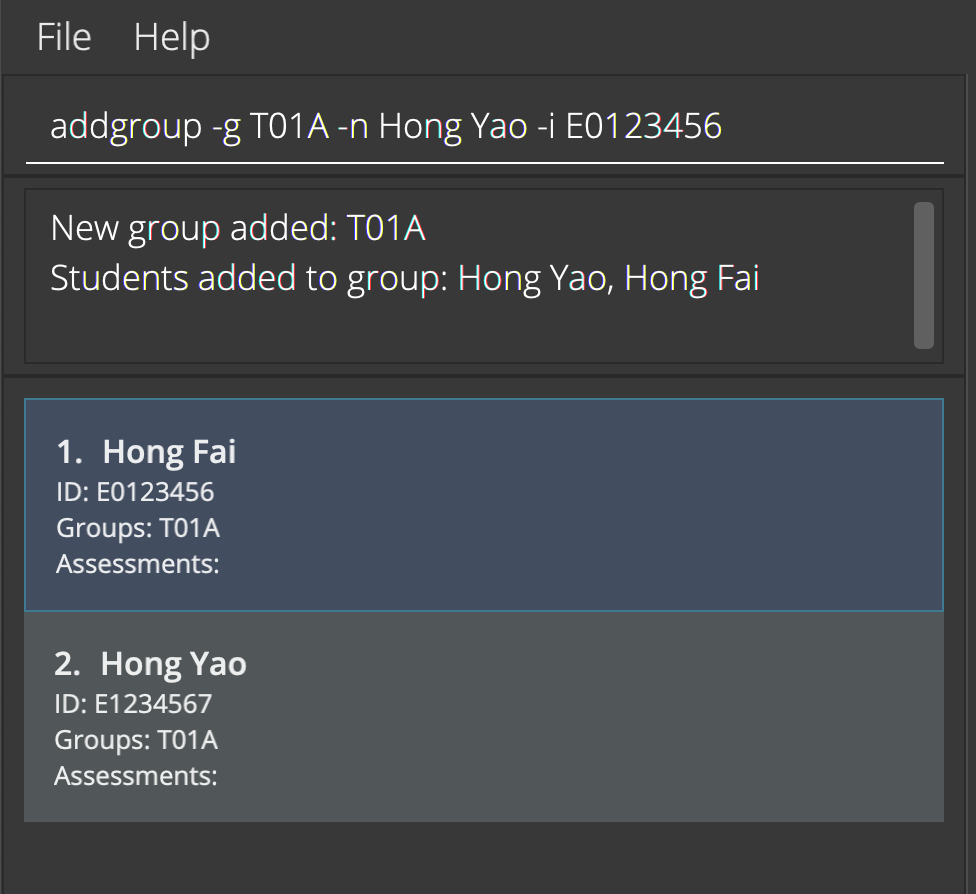 File Help
addgroup -g T01A -n Hong Yao -i E0123456
New group added: T01A
Students added to group: Hong Yao, Hong Fai
1. Hong Fai
ID: E0123456
Groups: T01A
Assessments:
2. Hong Yao
ID: E1234567
Groups: T01A
Assessments: